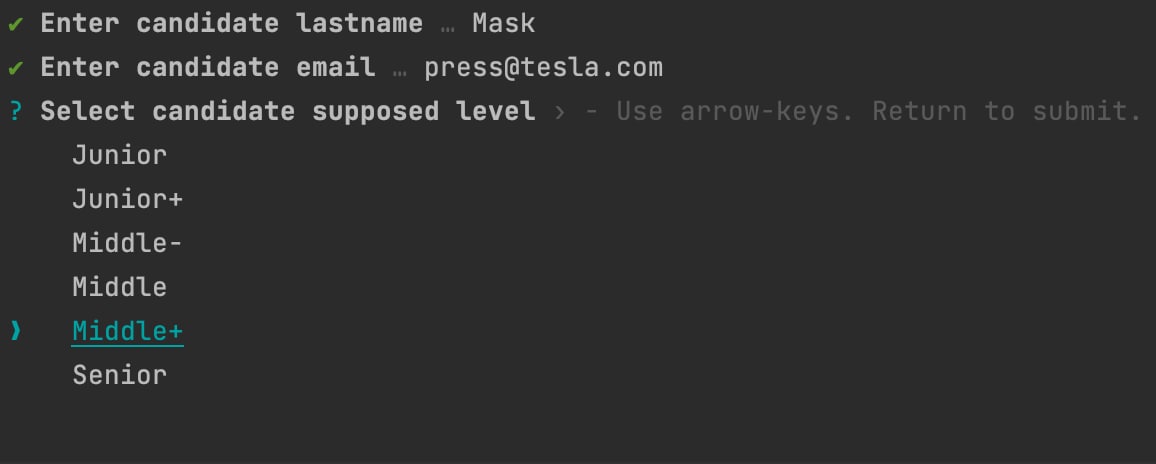 ✔ Enter candidate lastname … Mask
✔ Enter candidate email … press@tesla.com
? Select candidate supposed level › - Use arrow-keys. Return to submit.
Junior
Junior+
Middle-
Middle
❯ Middle+
Senior